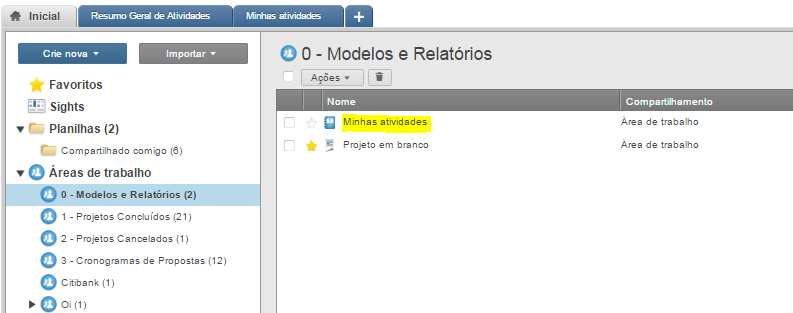 Inicial
Resumo Geral de Atividades
Minhas atividades
Crie nova
Importar
Favoritos
Sights
Planilhas (2)
Compartilhado comigo (6)
Áreas de trabalho
0 - Modelos e Relatórios (2)
1 - Projetos Concluídos (21)
2 - Projetos Cancelados (1)
3 - Cronogramas de Propostas (12)
Citibank (1)
Oi (1)
0 - Modelos e Relatórios
Ações
Nome Compartilhamento
Minhas atividades Área de trabalho
Projeto em branco Área de trabalho